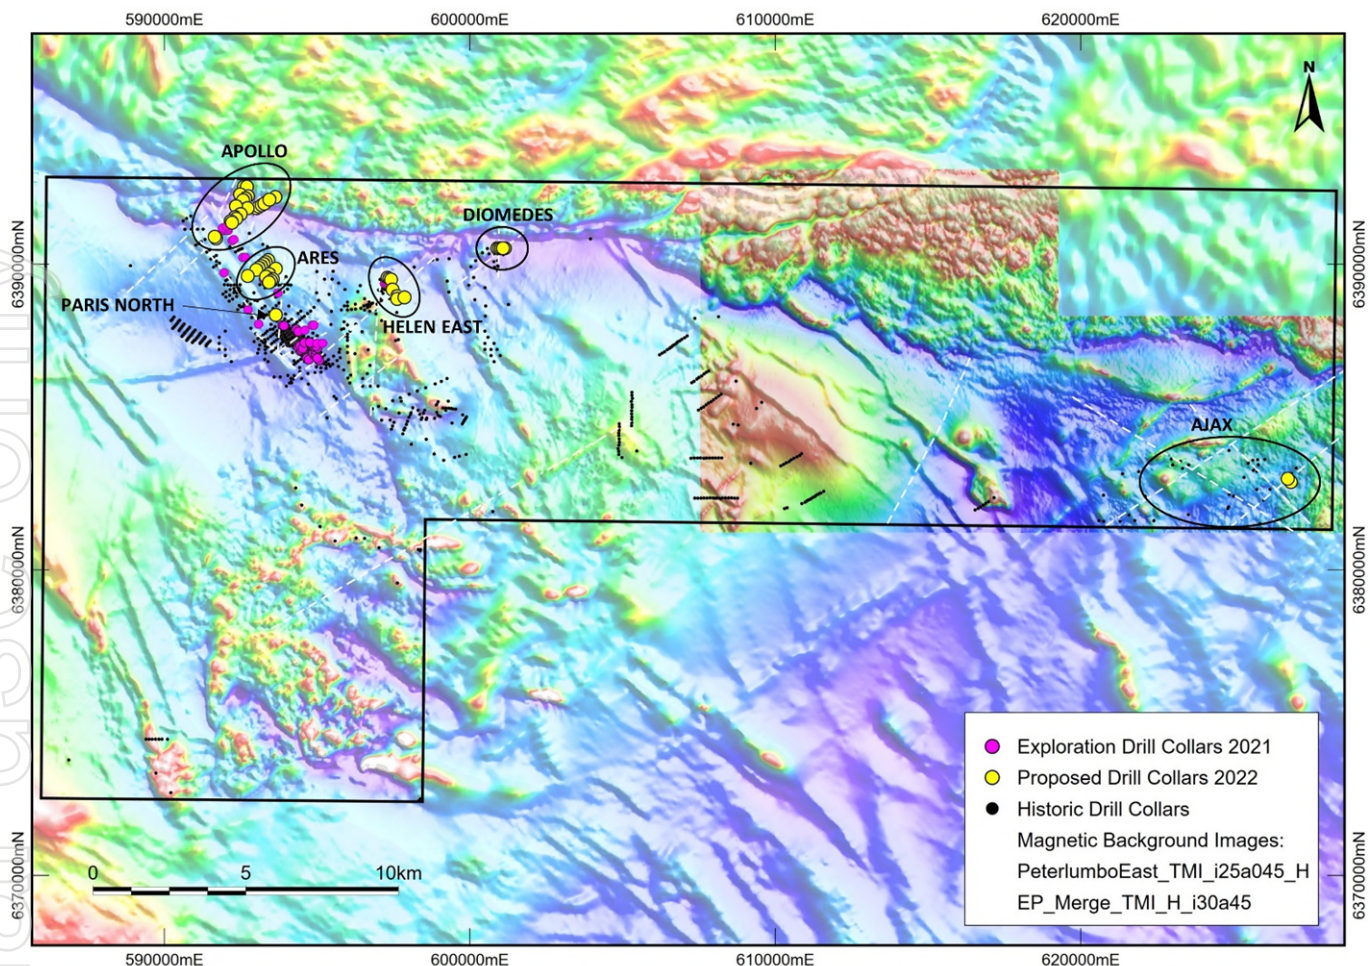 590000mE 600000mE 610000mE 620000mE
N
APOLLO
DIOMEDES
ARES
PARIS NORTH
HELEN EAST
AJAX
6390000mN 6390000mN
6380000mN 6380000mN
6370000mN 6370000mN
Exploration Drill Collars 2021
Proposed Drill Collars 2022
Historic Drill Collars
Magnetic Background Images:
PeterlumboEast_TMI_i25a045_H
EP_Merge_TMI_H_i30a45
0 5 10km
590000mE 600000mE 610000mE 620000mE